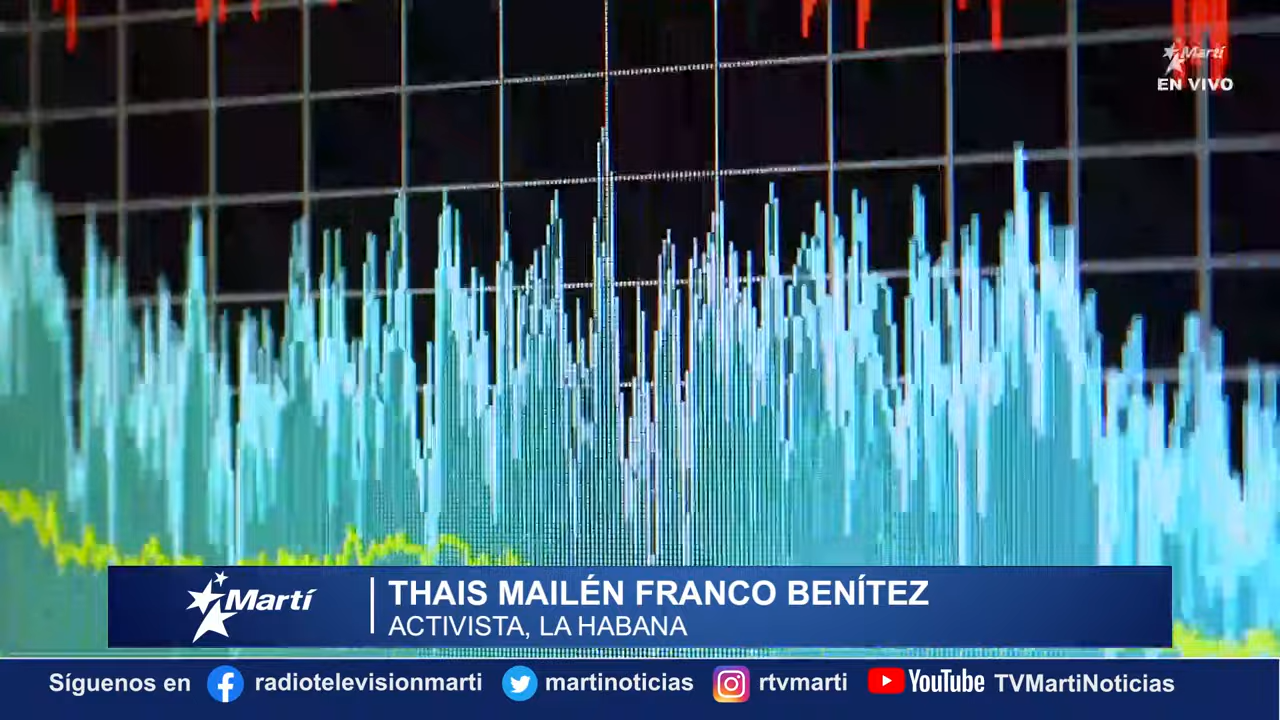 Martí
EN VIVO
Martí
THAIS MAILÉN FRANCO BENÍTEZ
ACTIVISTA, LA HABANA
Síguenos en radiotelevisionmarti martinoticias rtvmarti YouTube TVMartiNoticias